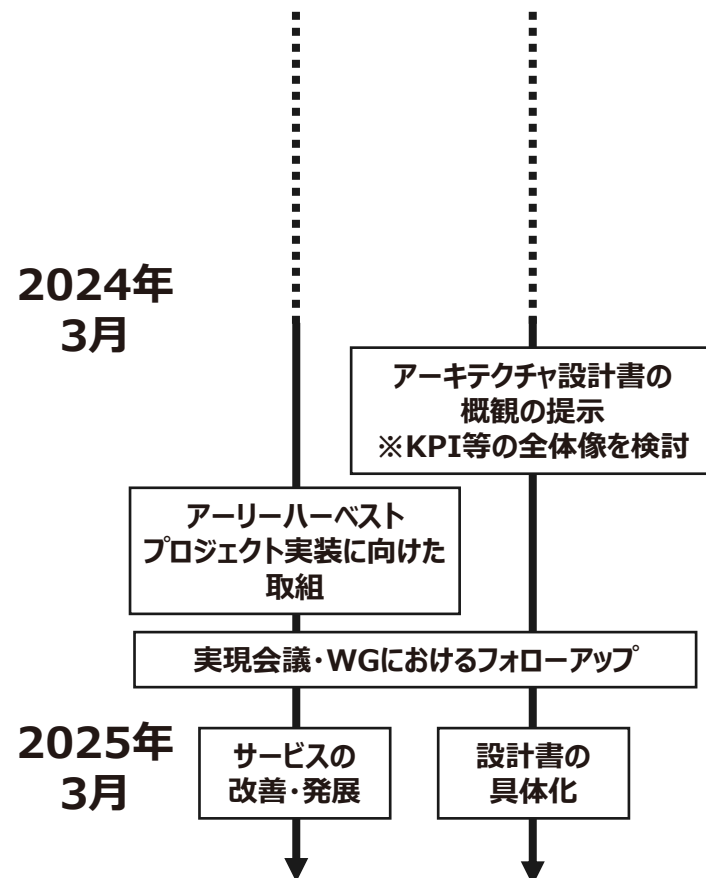 2024年
3月
アーキテクチャ設計書の
概観の提示
※KPI等の全体像を検討
アーリーハーベスト
プロジェクト実装に向けた
取組
実現会議・WGにおけるフォローアップ
2025年
3月
サービスの
改善・発展
設計書の
具体化